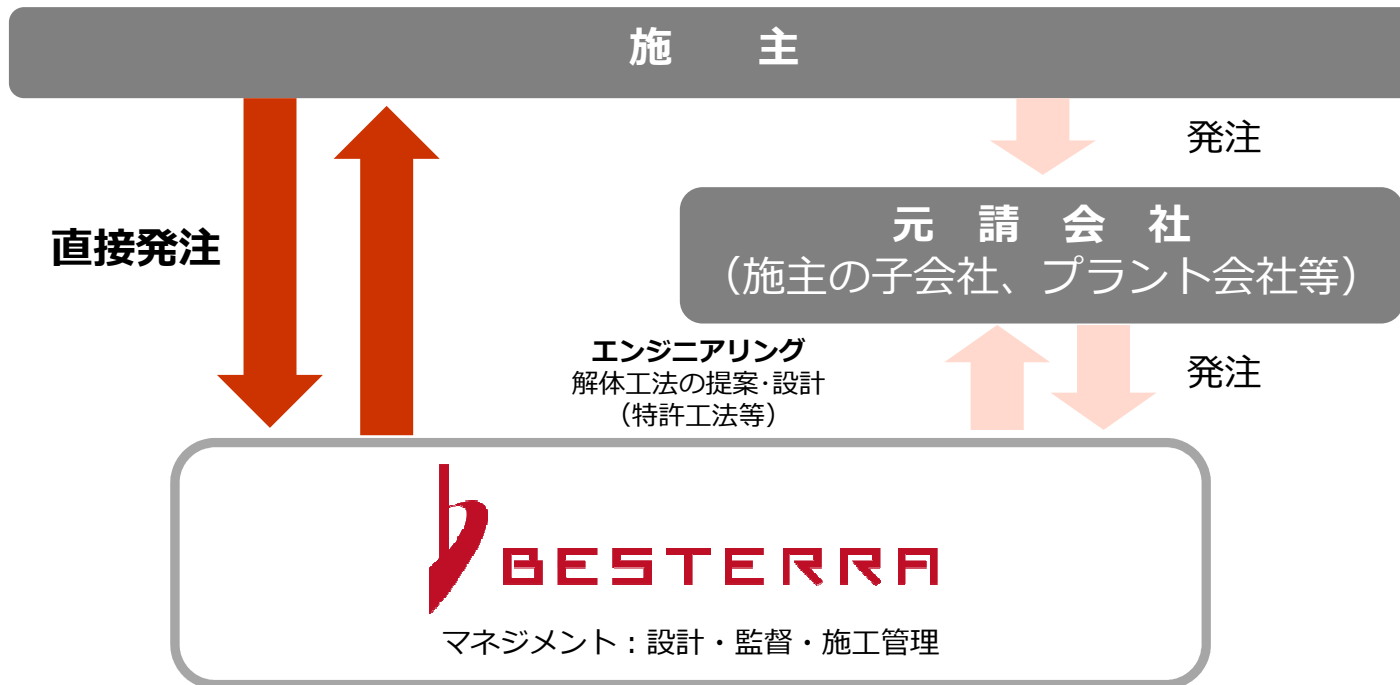 施 主
発注
直接発注
元 請 会 社
（施主の子会社、プラント会社等）
エンジニアリング
解体工法の提案･設計
（特許工法等）
発注
BESTERRA
マネジメント：設計・監督・施工管理